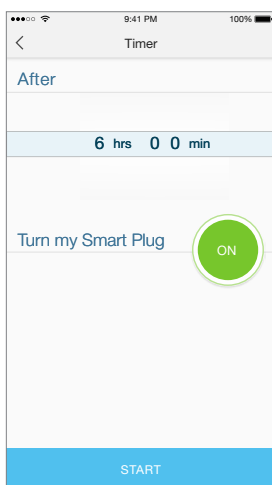 9:41 PM 100%
Timer
After
6 hrs 0 0 min
Turn my Smart Plug
ON
START